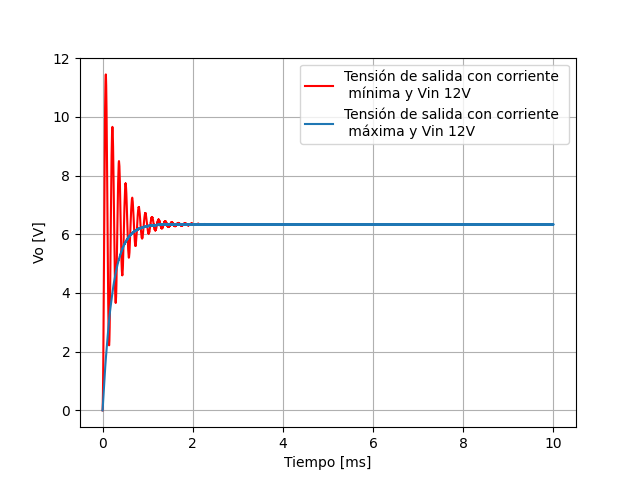 12
10
8
6
4
2
0
Vo [V]
Tensión de salida con corriente
mínima y Vin 12V
Tensión de salida con corriente
máxima y Vin 12V
0
2
4
6
8
10
Tiempo [ms]